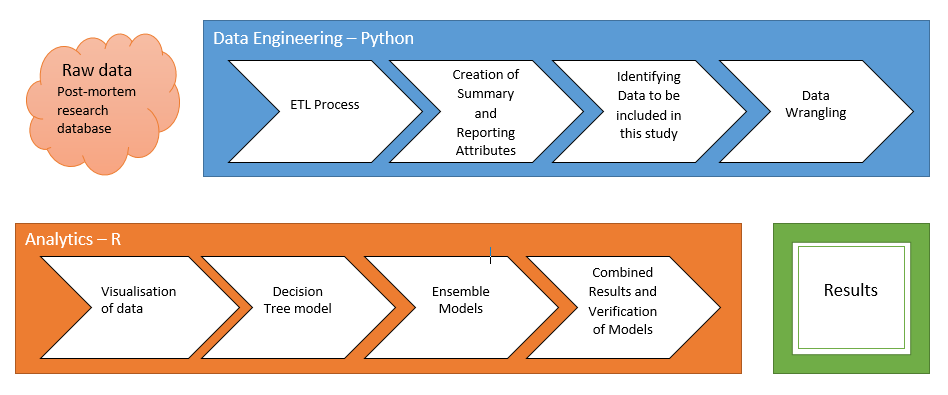 Raw data
Post-mortem
research
database
Data Engineering – Python
ETL Process
Creation of
Summary
and
Reporting
Attributes
Identifying
Data to be
included in
this study
Data
Wrangling
Analytics – R
Visualisation
of data
Decision
Tree model
Ensemble
Models
Combined
Results and
Verification
of Models
Results